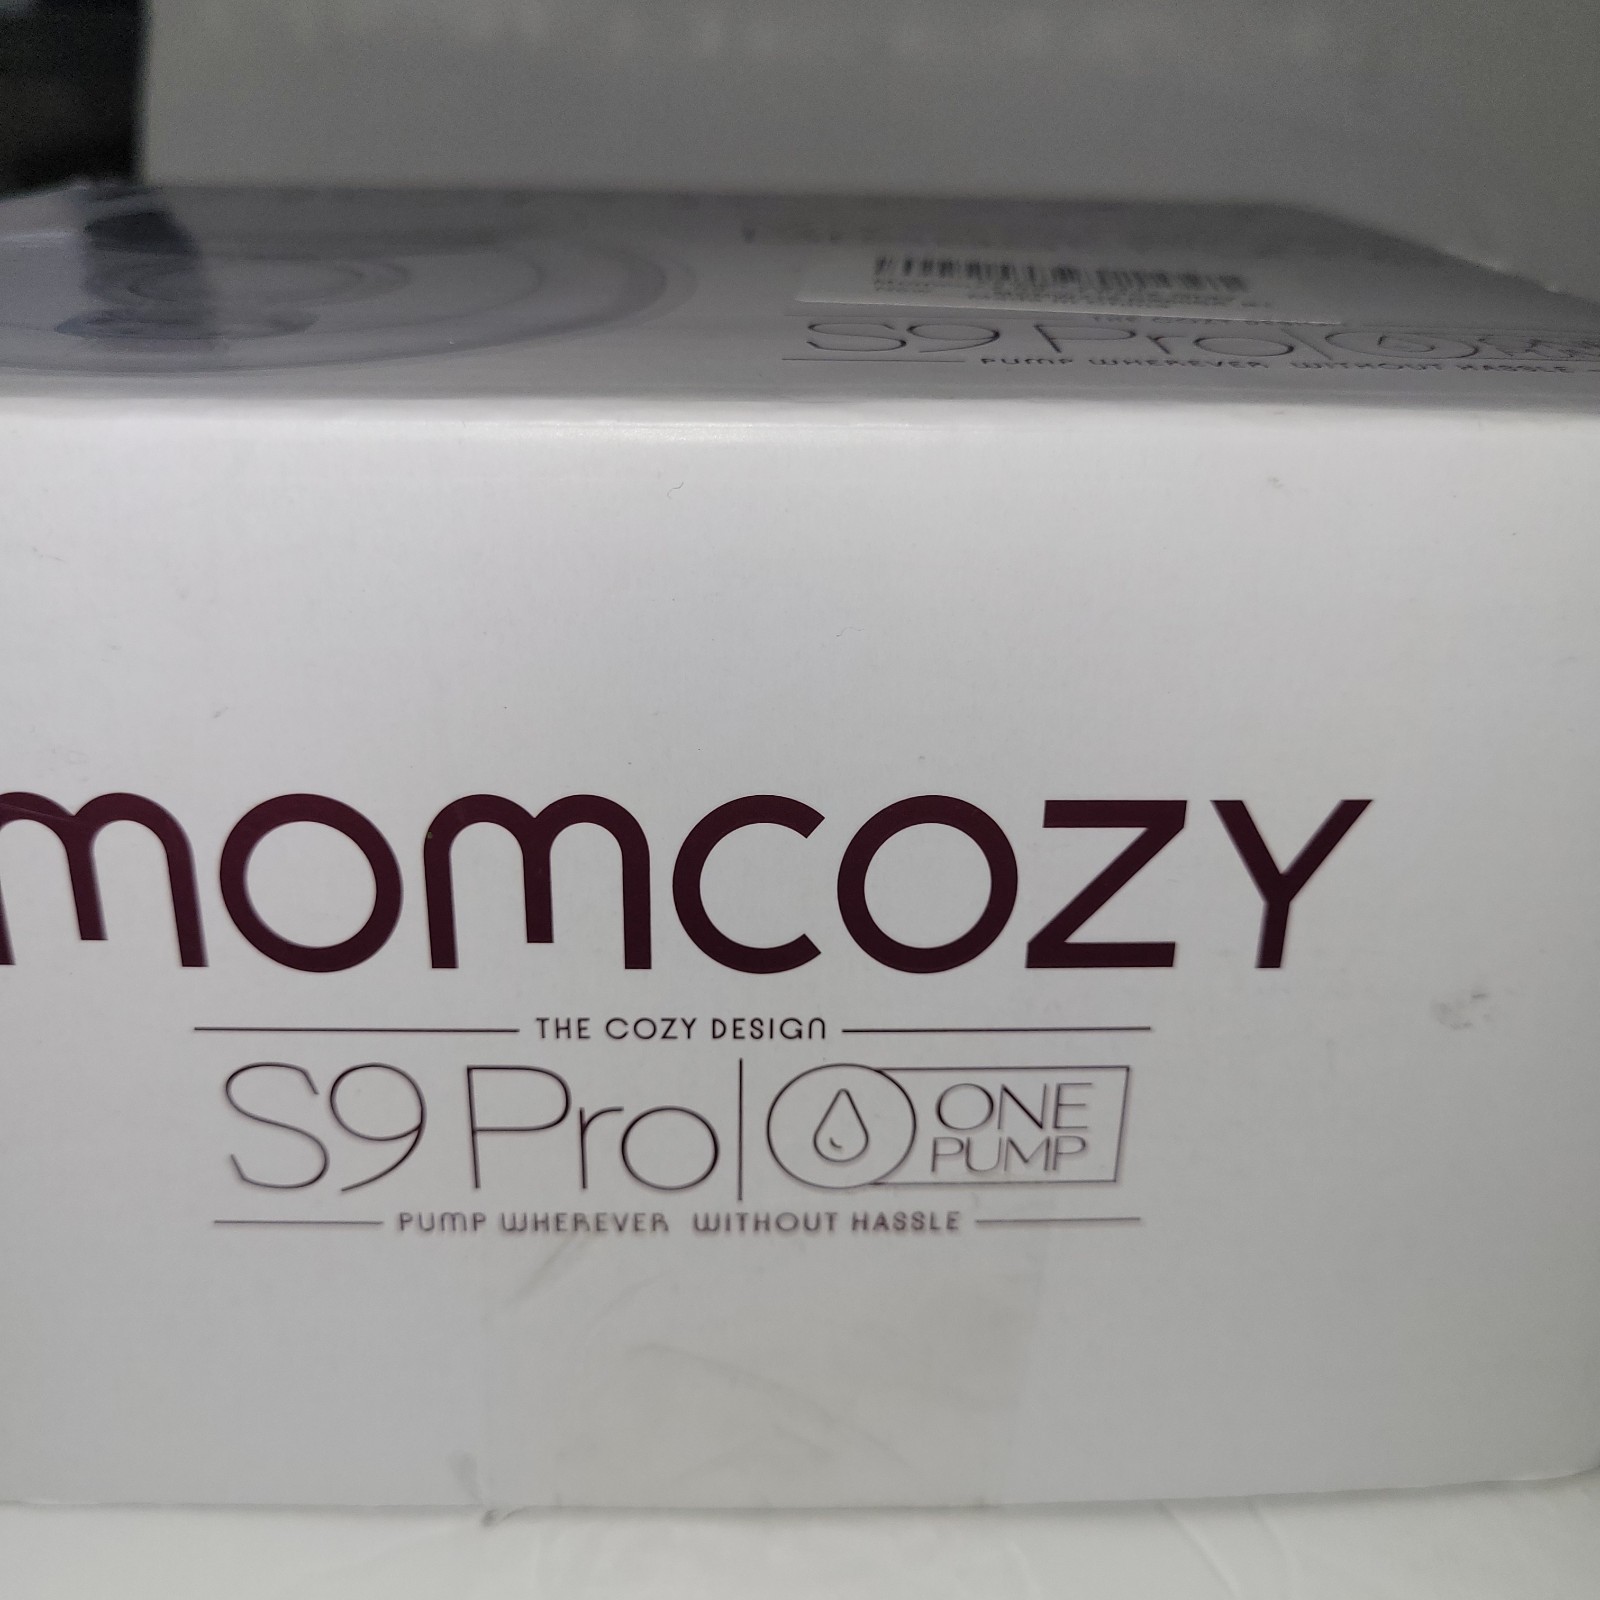 S9 Pro
PUMP WHEREVER WITHOUT HASSLE
momcozy
THE COZY DESIGN
S9 Pro ONE
PUMP
PUMP WHEREVER WITHOUT HASSLE